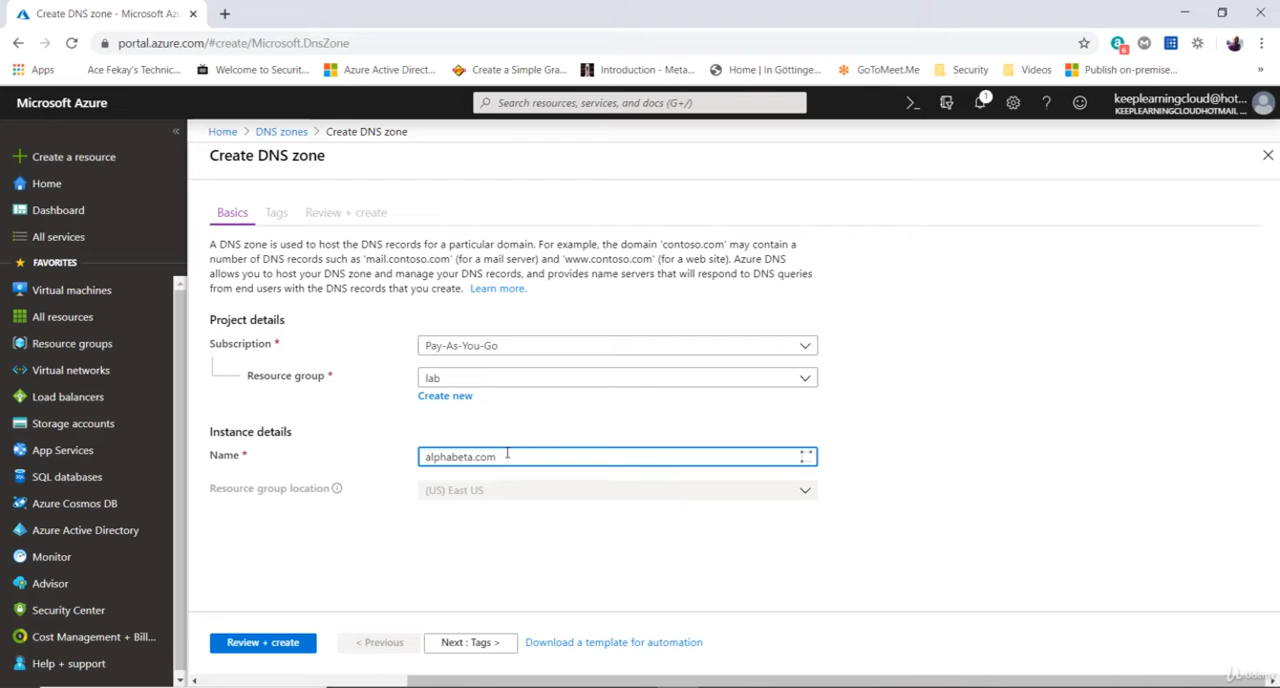 Create DNS zone - Microsoft Az
portal.azure.com/#create/Microsoft.DnsZone
Apps Ace Fekay's Technic... Welcome to Securit... Azure Active Direct... Create a Simple Gra... Introduction - Meta... Home | In Göttinge... GoToMeet.Me Security Videos Publish on-premise... »
Microsoft Azure
Search resources, services, and docs (G+/)
1
keeplearningcloud@hot...
KEEPLEARNINGCLOUDHOTMAIL ...
«
Create a resource
Home
Dashboard
All services
FAVORITES
Virtual machines
All resources
Resource groups
Virtual networks
Load balancers
Storage accounts
App Services
SQL databases
Azure Cosmos DB
Azure Active Directory
Monitor
Advisor
Security Center
Cost Management + Bill...
Help + support
Home > DNS zones > Create DNS zone
Create DNS zone
Basics Tags Review + create
A DNS zone is used to host the DNS records for a particular domain. For example, the domain 'contoso.com' may contain a
number of DNS records such as 'mail.contoso.com' (for a mail server) and 'www.contoso.com' (for a web site). Azure DNS
allows you to host your DNS zone and manage your DNS records, and provides name servers that will respond to DNS queries
from end users with the DNS records that you create. Learn more.
Project details
Subscription * Pay-As-You-Go
Resource group * lab
Create new
Instance details
Name * alphabeta.com
Resource group location (US) East US
Review + create < Previous Next : Tags > Download a template for automation
Udemy